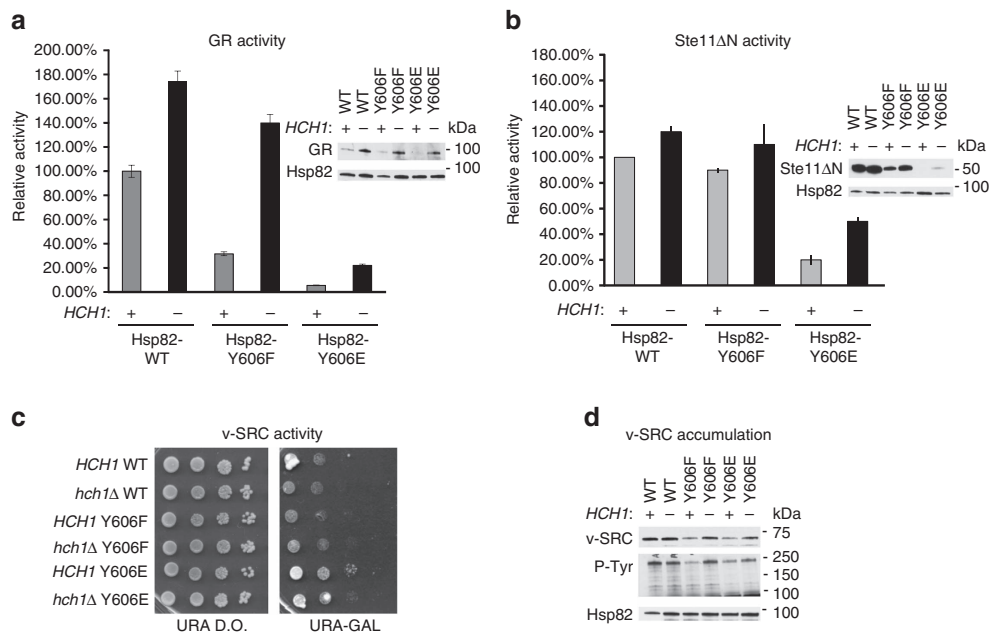 a
GR activity
Relative activity
200.00%
180.00%
160.00%
140.00%
120.00%
100.00%
80.00%
60.00%
40.00%
20.00%
0.00%
HCH1: + − + − + −
Hsp82-WT
Hsp82-Y606F
Hsp82-Y606E
WT WT Y606F Y606F Y606E Y606E
HCH1: + − + − + − kDa
GR - 100
Hsp82 - 100
b
Ste11ΔN activity
Relative activity
180.00%
160.00%
140.00%
120.00%
100.00%
80.00%
60.00%
40.00%
20.00%
0.00%
HCH1: + − + − + −
Hsp82-WT
Hsp82-Y606F
Hsp82-Y606E
WT WT Y606F Y606F Y606E Y606E
HCH1: + − + − + − kDa
Ste11ΔN - 50
Hsp82 - 100
c
v-SRC activity
HCH1 WT
hch1Δ WT
HCH1 Y606F
hch1Δ Y606F
HCH1 Y606E
hch1Δ Y606E
URA D.O. URA-GAL
d
v-SRC accumulation
WT WT Y606F Y606F Y606E Y606E
HCH1: + − + − + − kDa
v-SRC - 75
P-Tyr - 250
- 150
- 100
Hsp82 - 100